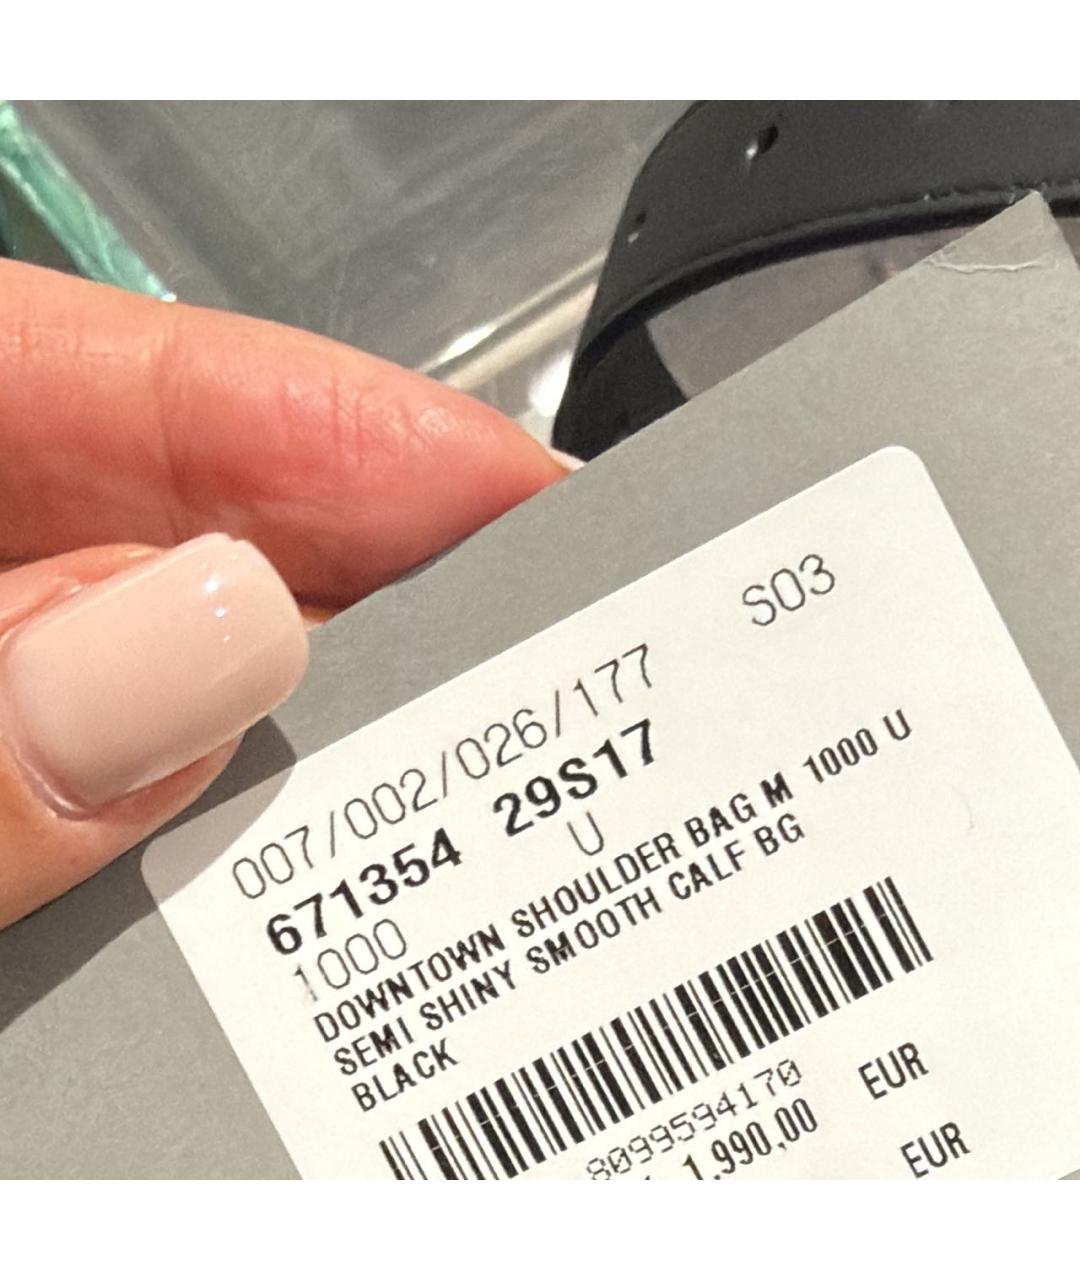 S03
007/002/026/177
671354 29S17
1000 U
DOWNTOWN SHOULDER BAG M 1000 U
SEMI SHINY SMOOTH CALF BG
BLACK
8099594170
1.990,00 EUR
EUR